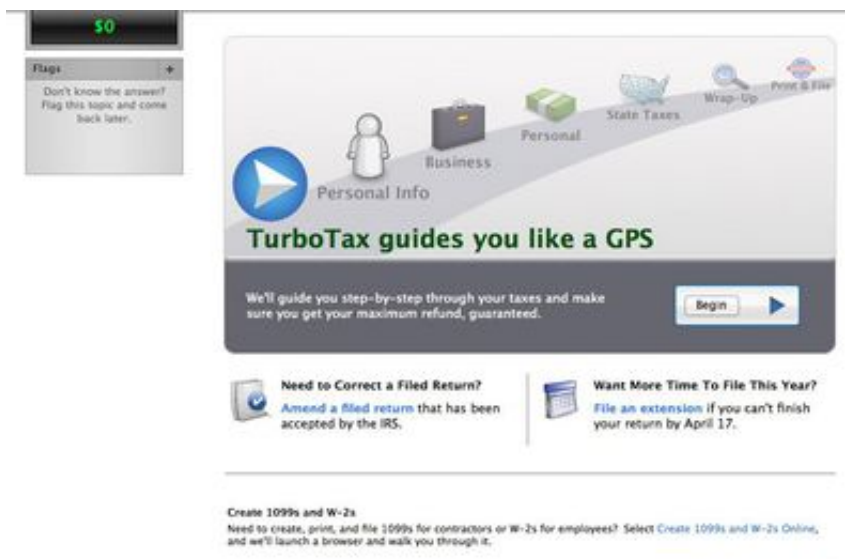 $0
Flags +
Don't know the answer?
Flag this topic and come
back later.
Personal Info
Business
Personal
State Taxes
Wrap-Up
Print & File
TurboTax guides you like a GPS
We'll guide you step-by-step through your taxes and make
sure you get your maximum refund, guaranteed.
Begin
Need to Correct a Filed Return?
Amend a filed return that has been
accepted by the IRS.
Want More Time To File This Year?
File an extension if you can't finish
your return by April 17.
Create 1099s and W-2s
Need to create, print, and file 1099s for contractors or W-2s for employees? Select Create 1099s and W-2s Online,
and we'll launch a browser and walk you through it.